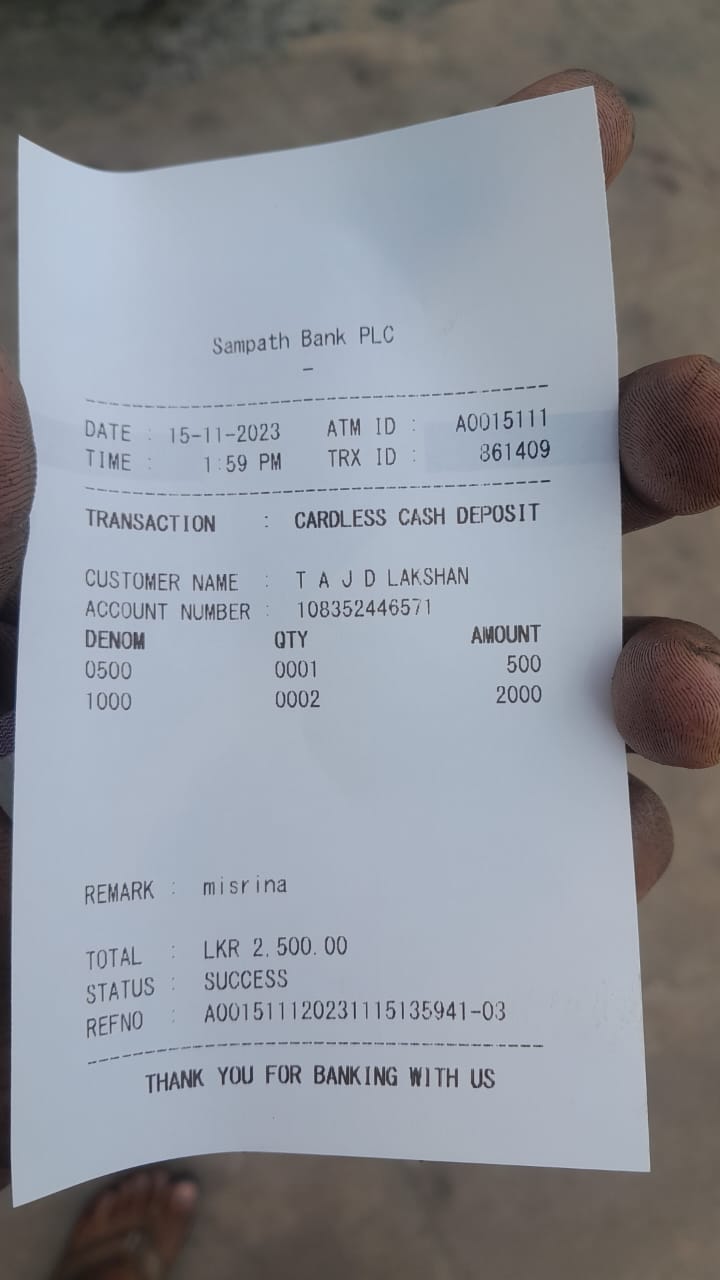 Sampath Bank PLC
-
DATE : 15-11-2023 ATM ID : A0015111
TIME : 1:59 PM TRX ID : 861409
TRANSACTION : CARDLESS CASH DEPOSIT
CUSTOMER NAME : T A J D LAKSHAN
ACCOUNT NUMBER : 108352446571
DENOM QTY AMOUNT
0500 0001 500
1000 0002 2000
REMARK : misrina
TOTAL : LKR 2,500.00
STATUS : SUCCESS
REFNO : A001511120231115135941-03
THANK YOU FOR BANKING WITH US